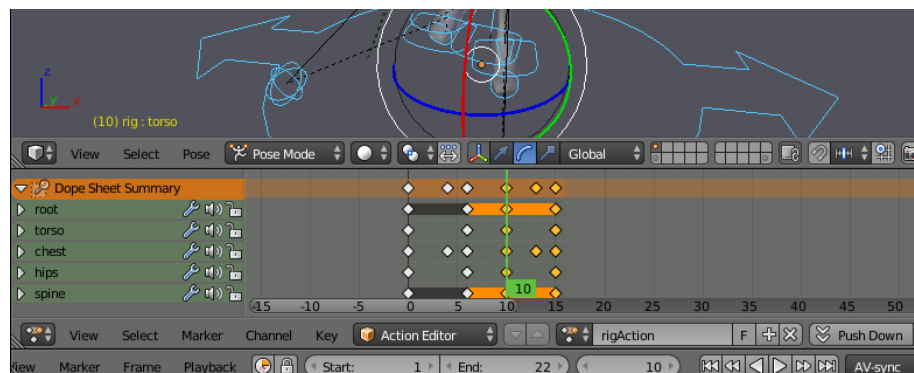 z
y x
(10) rig : torso
View Select Pose Pose Mode Global
Dope Sheet Summary
root
torso
chest
hips
spine
10
-15 -10 -5 0 5 10 15 20 25 30 35 40 45 50
View Select Marker Channel Key Action Editor rigAction F Push Down
View Marker Frame Playback Start: 1 End: 22 10 AV-sync